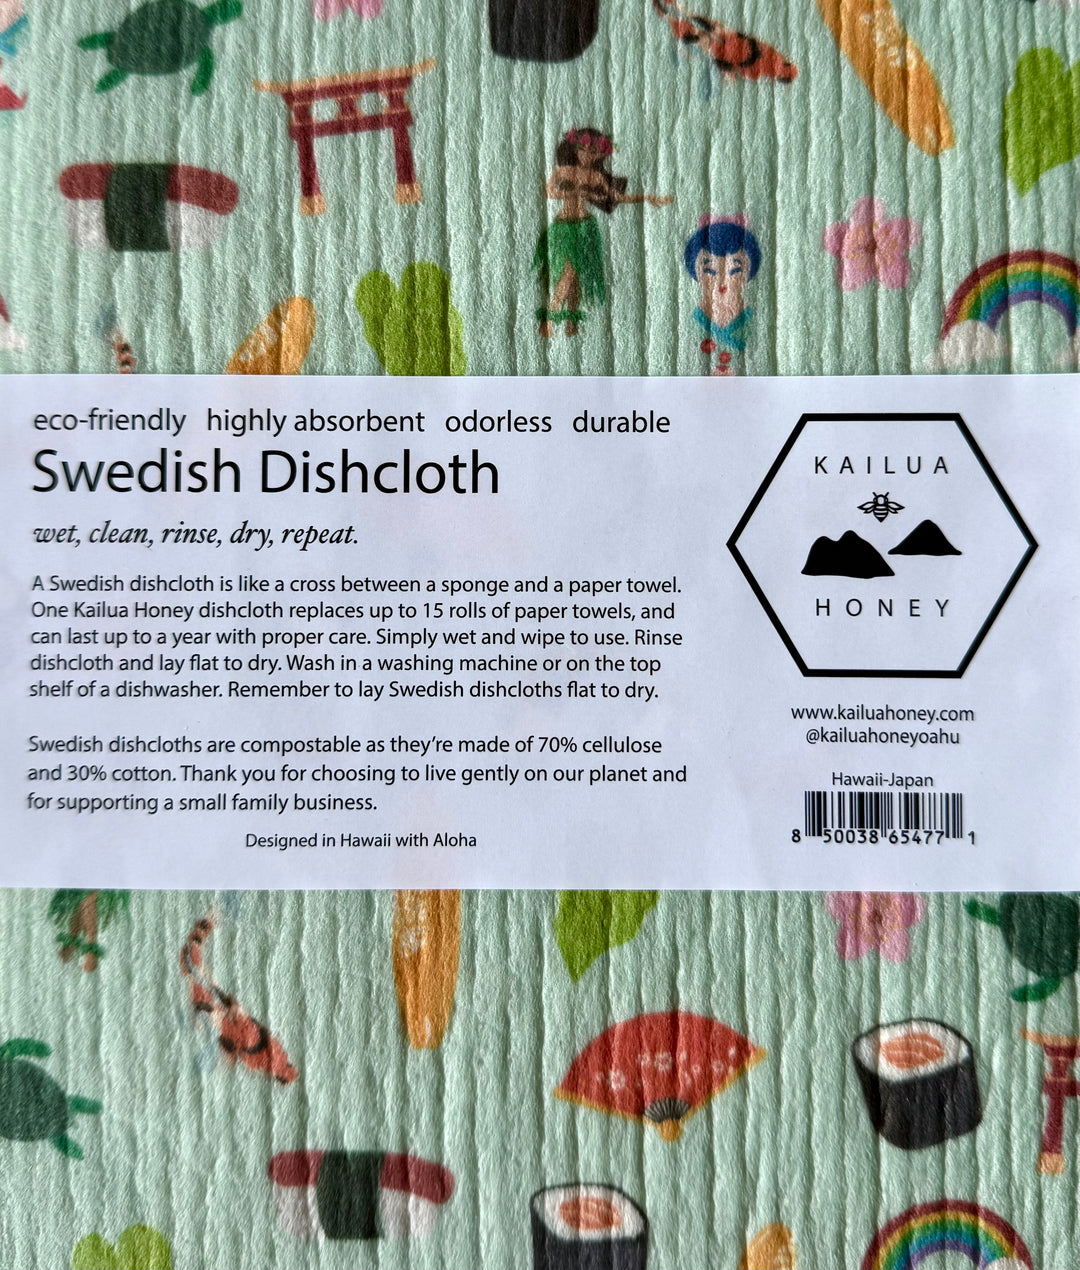 eco-friendly highly absorbent odorless durable
Swedish Dishcloth
wet, clean, rinse, dry, repeat.
A Swedish dishcloth is like a cross between a sponge and a paper towel.
One Kailua Honey dishcloth replaces up to 15 rolls of paper towels, and
can last up to a year with proper care. Simply wet and wipe to use. Rinse
dishcloth and lay flat to dry. Wash in a washing machine or on the top
shelf of a dishwasher. Remember to lay Swedish dishcloths flat to dry.
Swedish dishcloths are compostable as they're made of 70% cellulose
and 30% cotton. Thank you for choosing to live gently on our planet and
for supporting a small family business.
Designed in Hawaii with Aloha
KAILUA
HONEY
www.kailuahoney.com
@kailuahoneyoahu
Hawaii-Japan
8 50038 65477 1